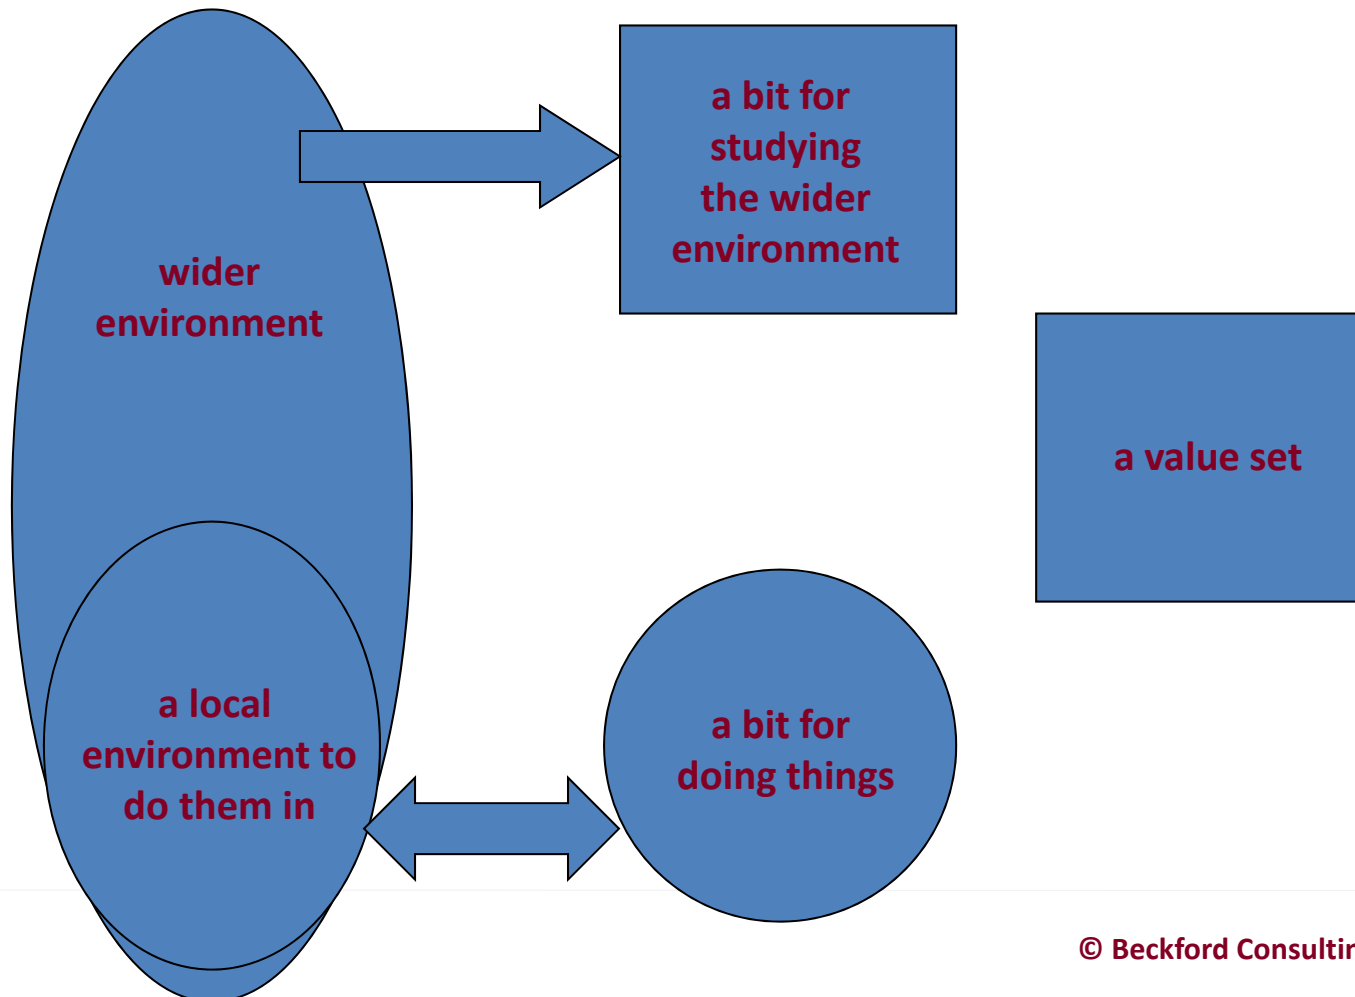 a bit for
studying
the wider
environment
wider
environment
a value set
a local
environment to
do them in
a bit for
doing things
© Beckford Consultin